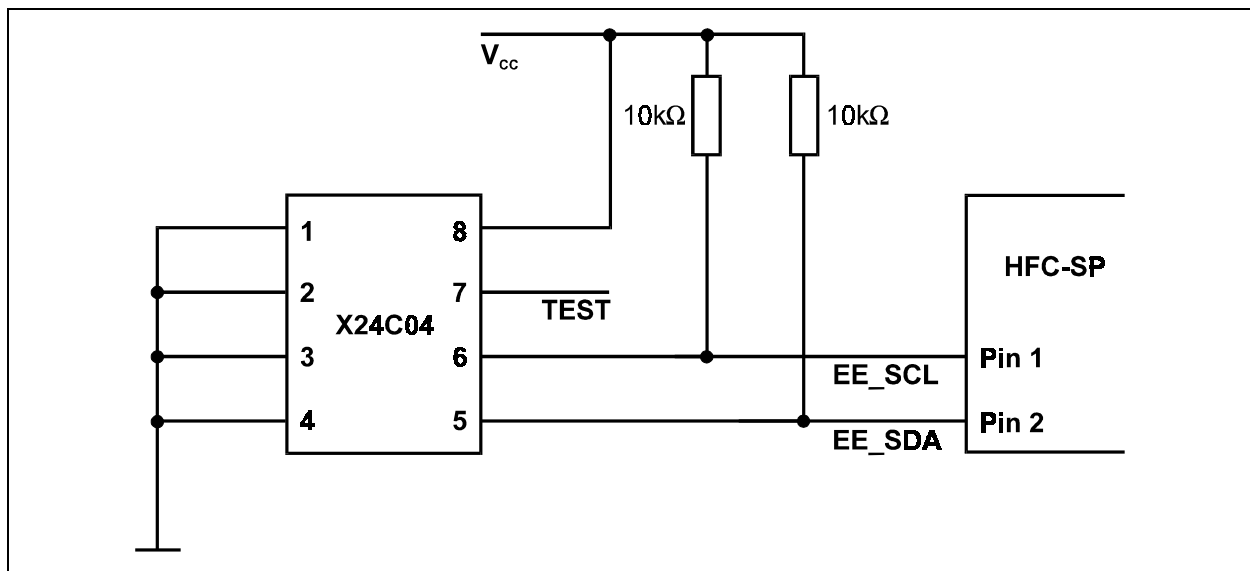 V_CC
10kΩ 10kΩ
1 8
HFC-SP
2 7
TEST
X24C04
3 6
Pin 1
EE_SCL
4 5
Pin 2
EE_SDA